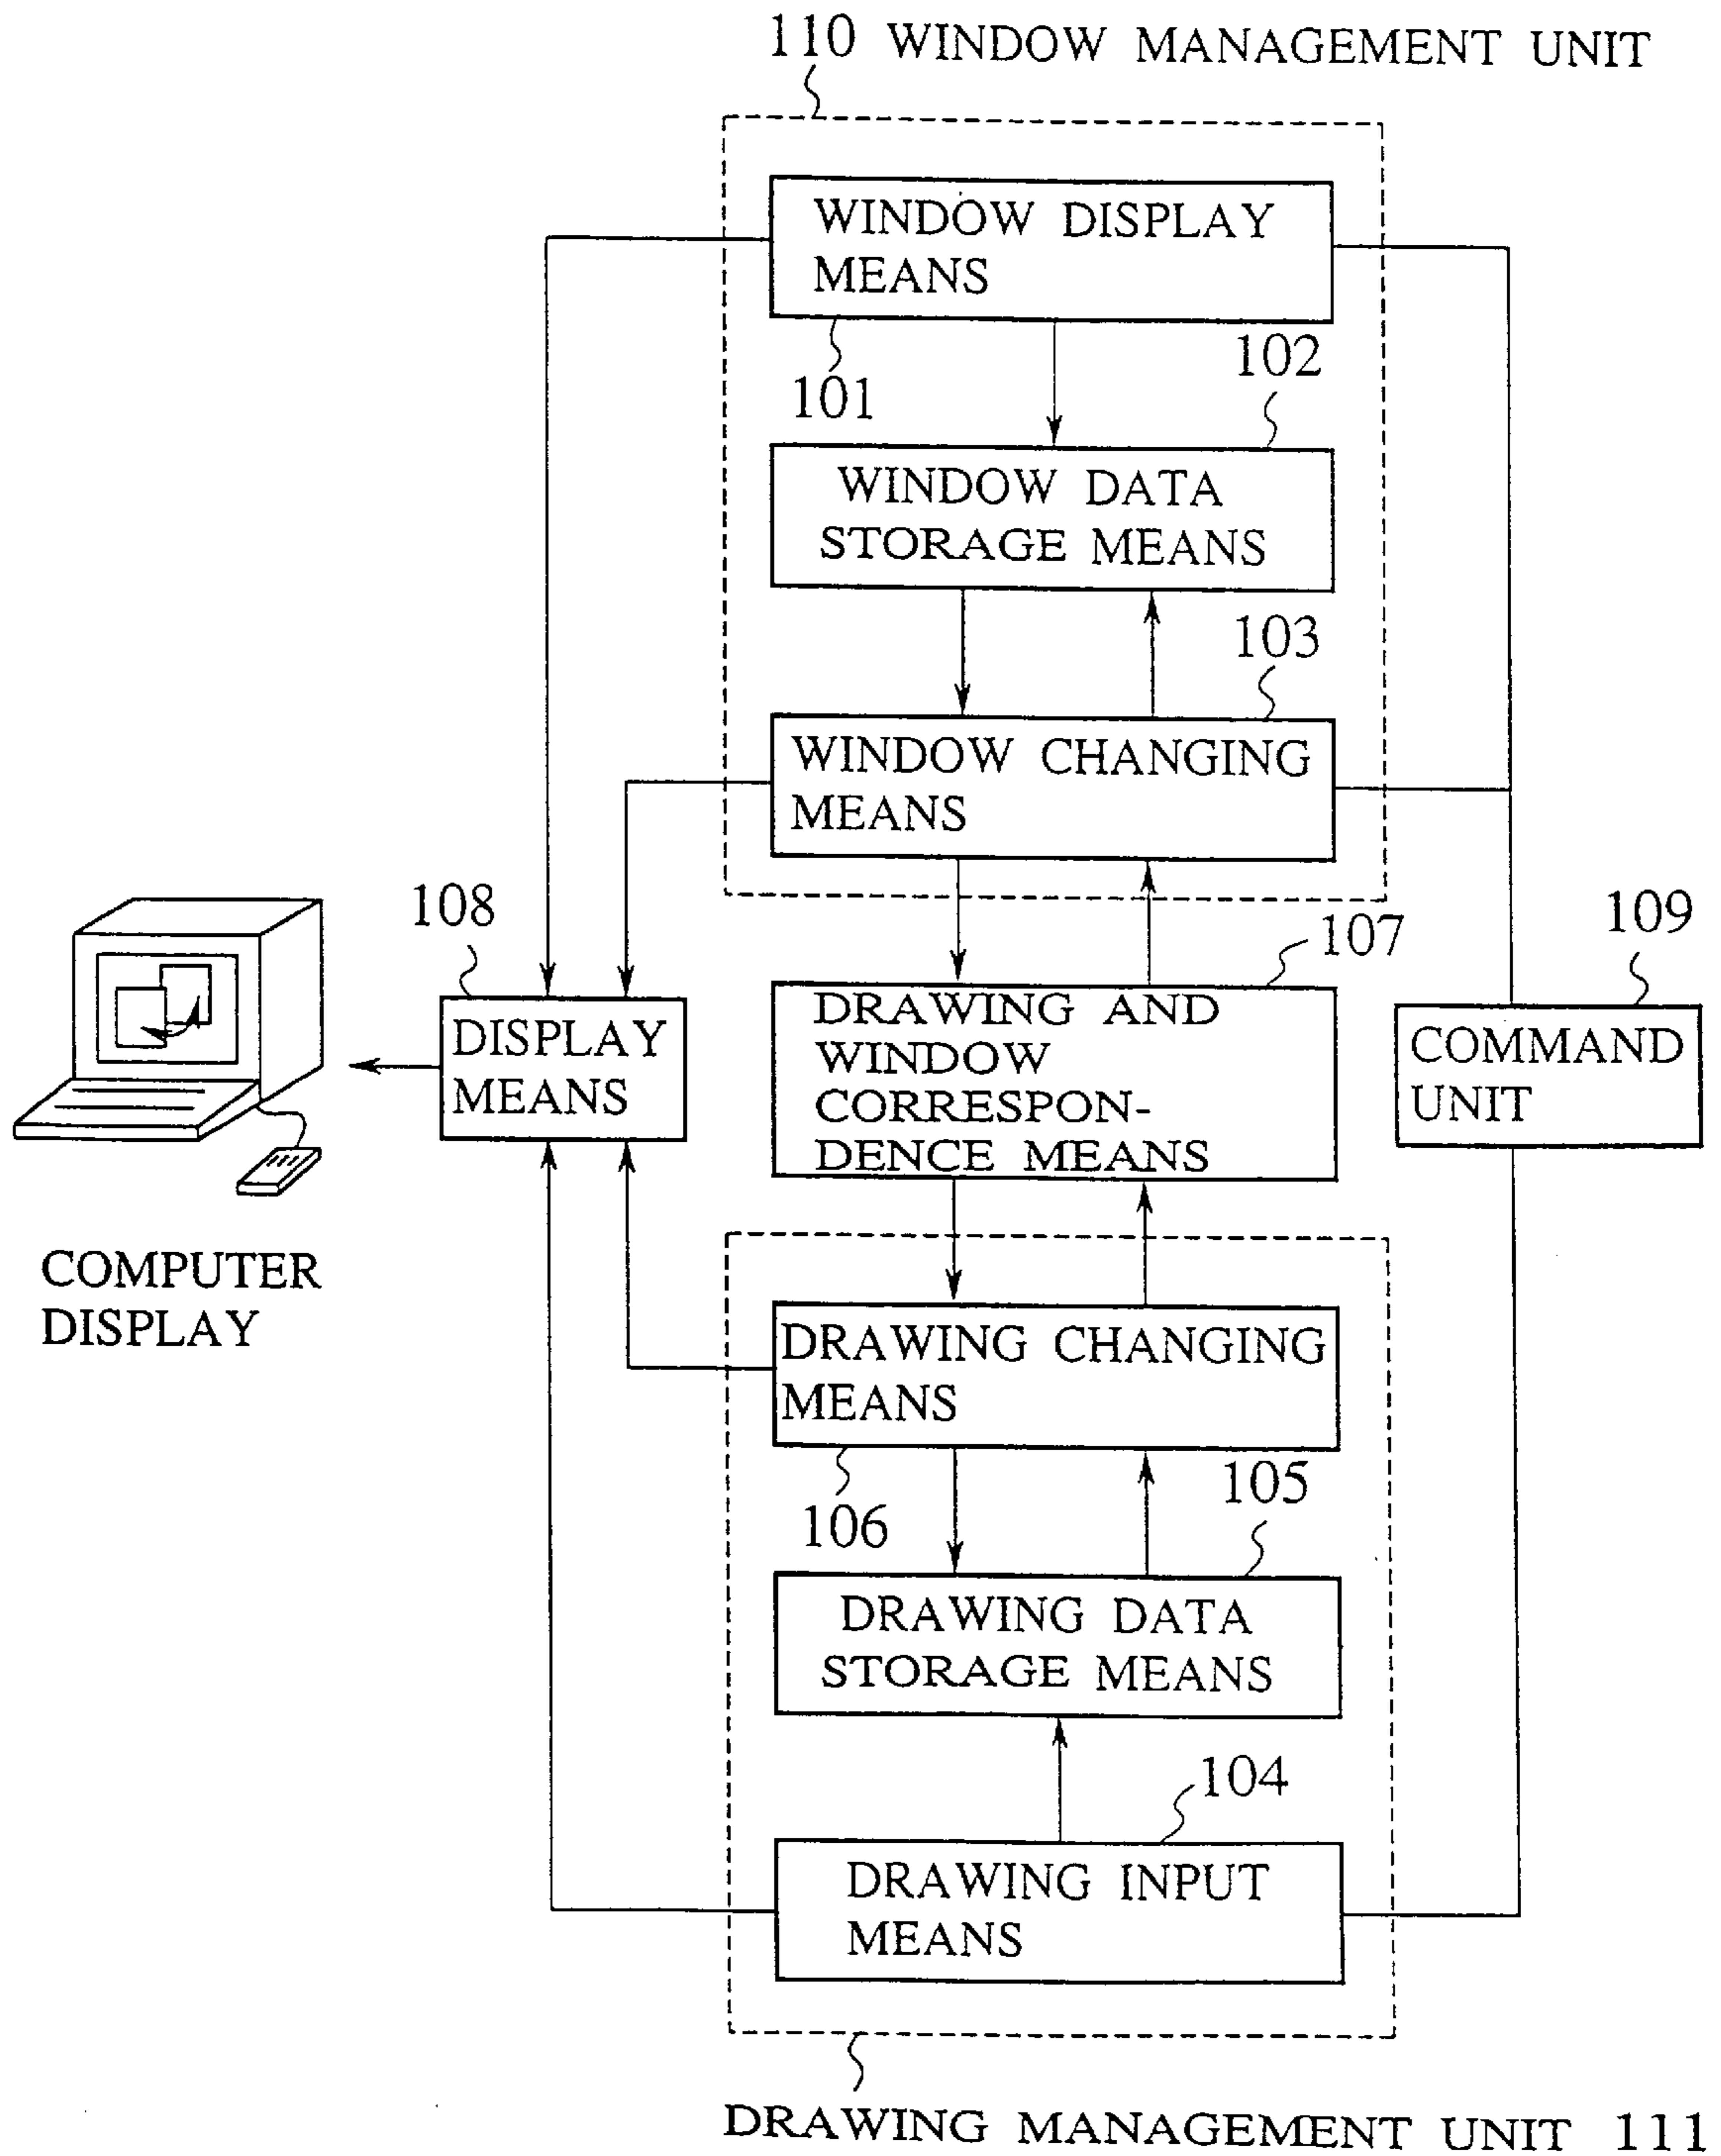 110 WINDOW MANAGEMENT UNIT
WINDOW DISPLAY
MEANS
101
102
WINDOW DATA
STORAGE MEANS
103
WINDOW CHANGING
MEANS
108
107
109
DISPLAY
MEANS
DRAWING AND
WINDOW
CORRESPON-
DENCE MEANS
COMMAND
UNIT
COMPUTER
DISPLAY
DRAWING CHANGING
MEANS
106
105
DRAWING DATA
STORAGE MEANS
104
DRAWING INPUT
MEANS
DRAWING MANAGEMENT UNIT 111